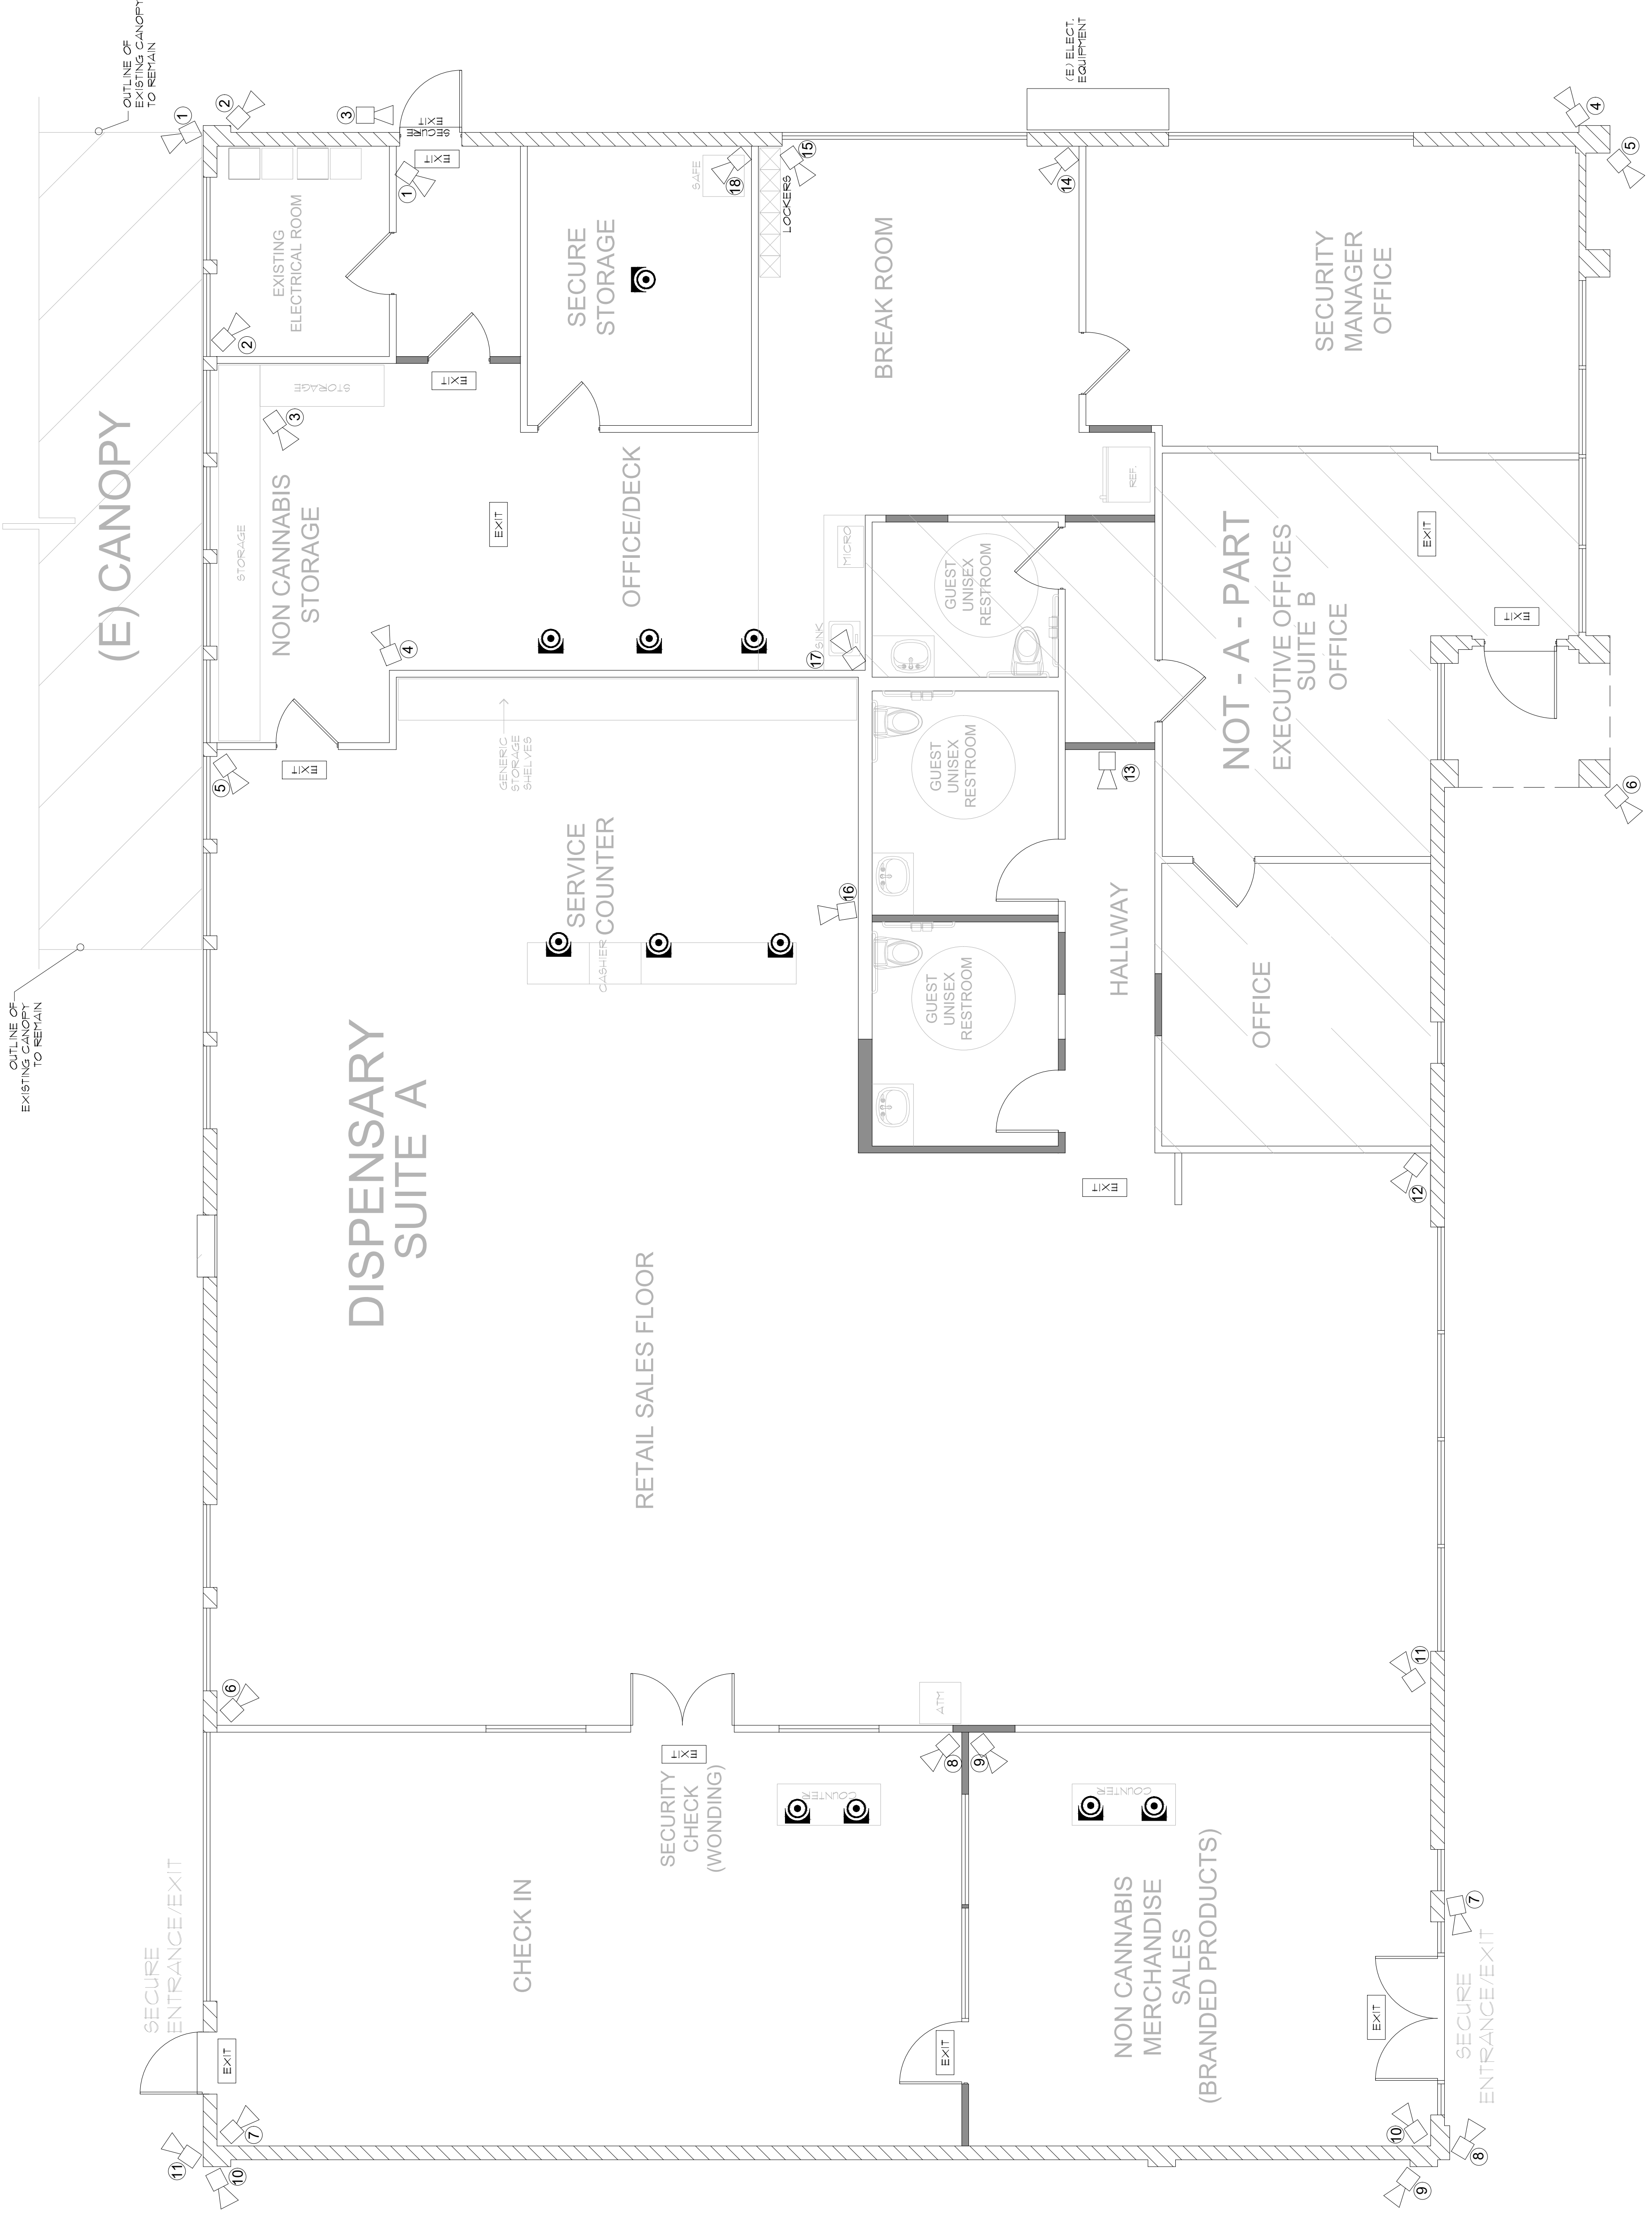 OUTLINE OF
EXISTING CANOPY
TO REMAIN
(E) ELECT.
EQUIPMENT
1
2
3
4
5
EXIT
SECURE
EXIT
1
18
15
14
SAFE
LOCKERS
EXISTING
ELECTRICAL ROOM
SECURE
STORAGE
BREAK ROOM
SECURITY
MANAGER
OFFICE
2
EXIT
(E) CANOPY
STORAGE
STORAGE
3
NON CANNABIS
STORAGE
EXIT
OFFICE/DECK
4
MICRO
SINK
17
REF.
GUEST
UNISEX
RESTROOM
NOT - A - PART
EXECUTIVE OFFICES
SUITE B
OFFICE
EXIT
EXIT
5
EXIT
GENERIC
STORAGE
SHELVES
GUEST
UNISEX
RESTROOM
13
6
SERVICE
COUNTER
CASHIER
16
HALLWAY
OUTLINE OF
EXISTING CANOPY
TO REMAIN
GUEST
UNISEX
RESTROOM
OFFICE
DISPENSARY
SUITE A
EXIT
12
RETAIL SALES FLOOR
6
ATM
11
EXIT
8
9
SECURITY
CHECK
(WONDING)
COUNTER
COUNTER
CHECK IN
NON CANNABIS
MERCHANDISE
SALES
(BRANDED PRODUCTS)
7
SECURE
ENTRANCE/EXIT
EXIT
EXIT
EXIT
SECURE
ENTRANCE/EXIT
7
10
11
10
9
8